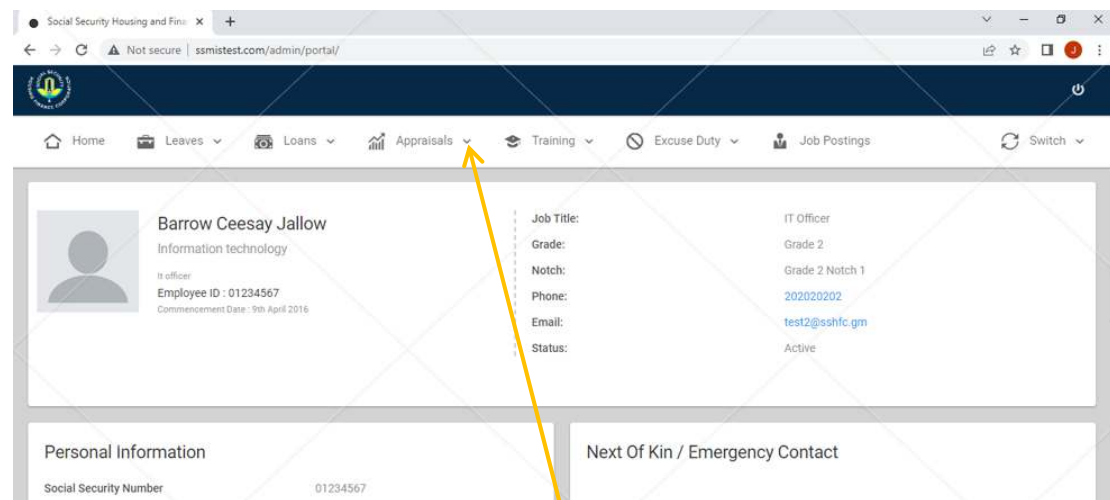 Social Security Housing and Fina
Not secure | ssmistest.com/admin/portal/
J
Home Leaves Loans Appraisals Training Excuse Duty Job Postings Switch
Barrow Ceesay Jallow
Information technology
It officer
Employee ID : 01234567
Commencement Date : 9th April 2016
Job Title: IT Officer
Grade: Grade 2
Notch: Grade 2 Notch 1
Phone: 202020202
Email: test2@sshfc.gm
Status: Active
Personal Information
Social Security Number 01234567
Next Of Kin / Emergency Contact